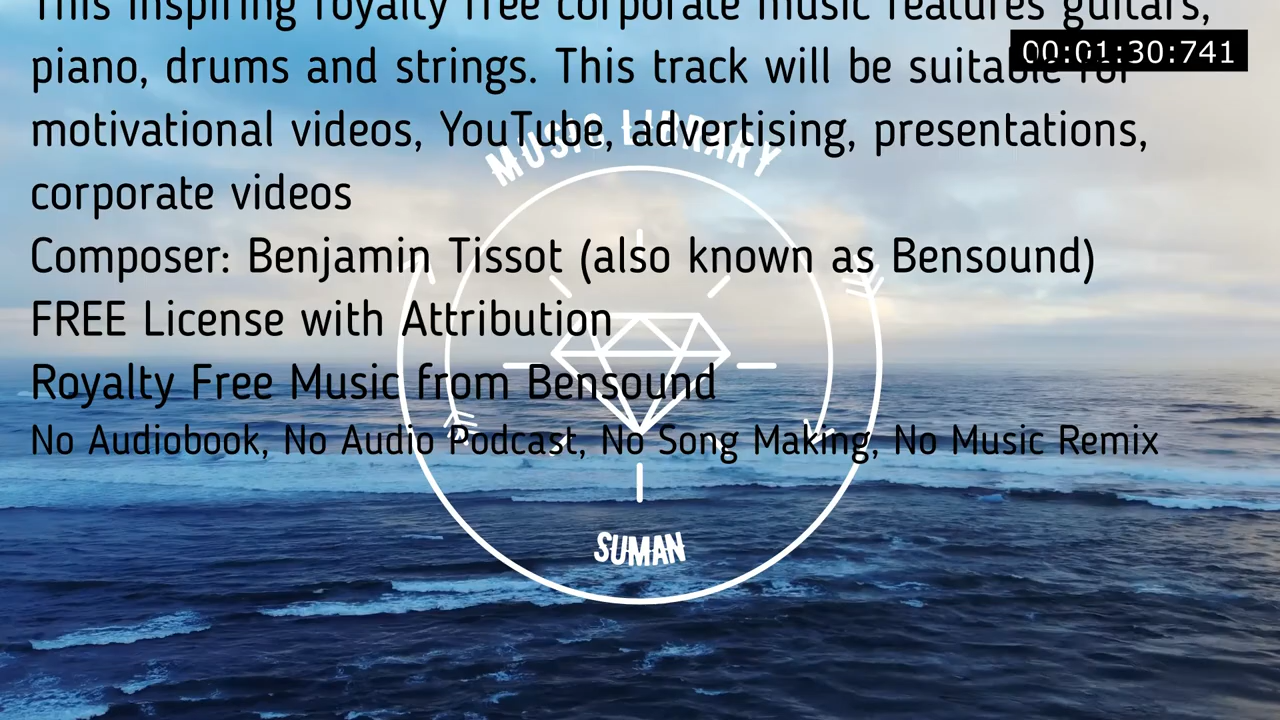 This inspiring royalty free corporate music features guitars,
00:01:30:741
piano, drums and strings. This track will be suitable for
motivational videos, YouTube, advertising, presentations,
MUSIC LIBRARY
corporate videos
Composer: Benjamin Tissot (also known as Bensound)
FREE License with Attribution
Royalty Free Music from Bensound
No Audiobook, No Audio Podcast, No Song Making, No Music Remix
SUMAN